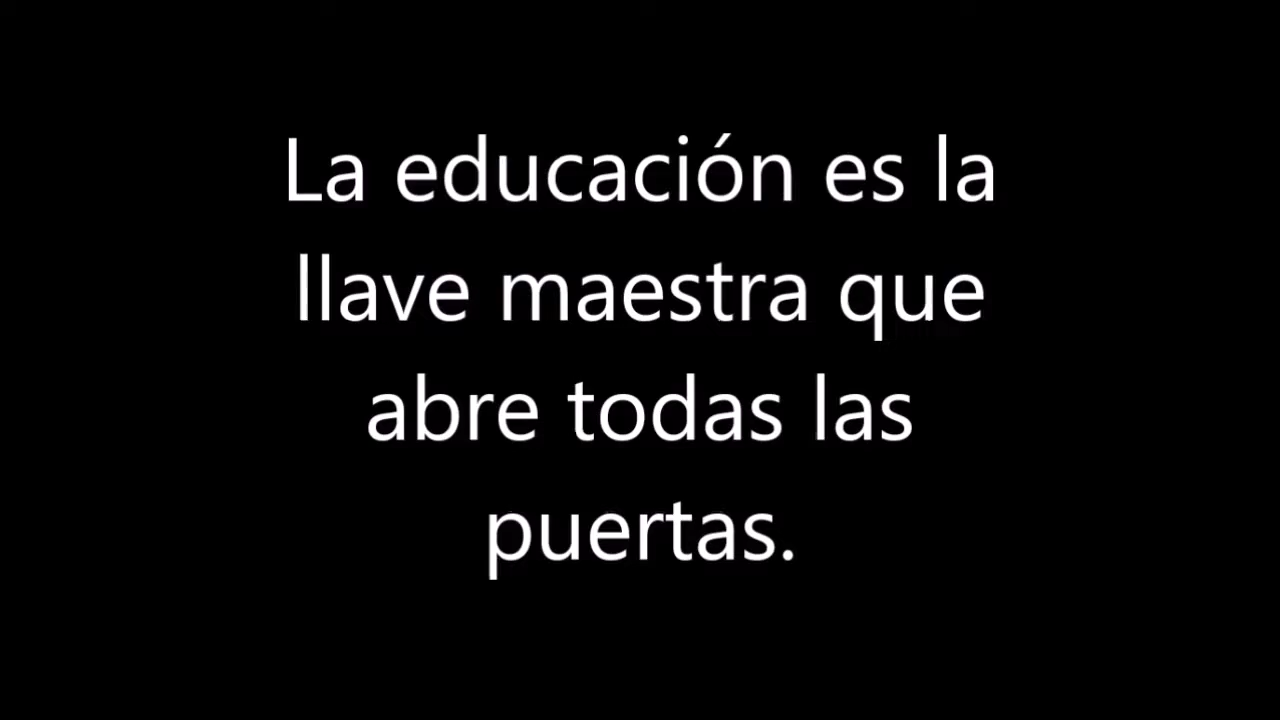 La educación es la
llave maestra que
abre todas las
puertas.